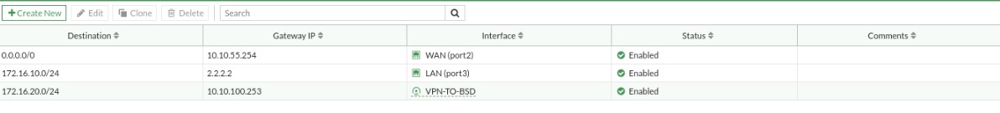 Create New Edit Clone Delete Search
Destination Gateway IP Interface Status Comments
0.0.0.0/0 10.10.55.254 WAN (port2) Enabled
172.16.10.0/24 2.2.2.2 LAN (port3) Enabled
172.16.20.0/24 10.10.100.253 VPN-TO-BSD Enabled